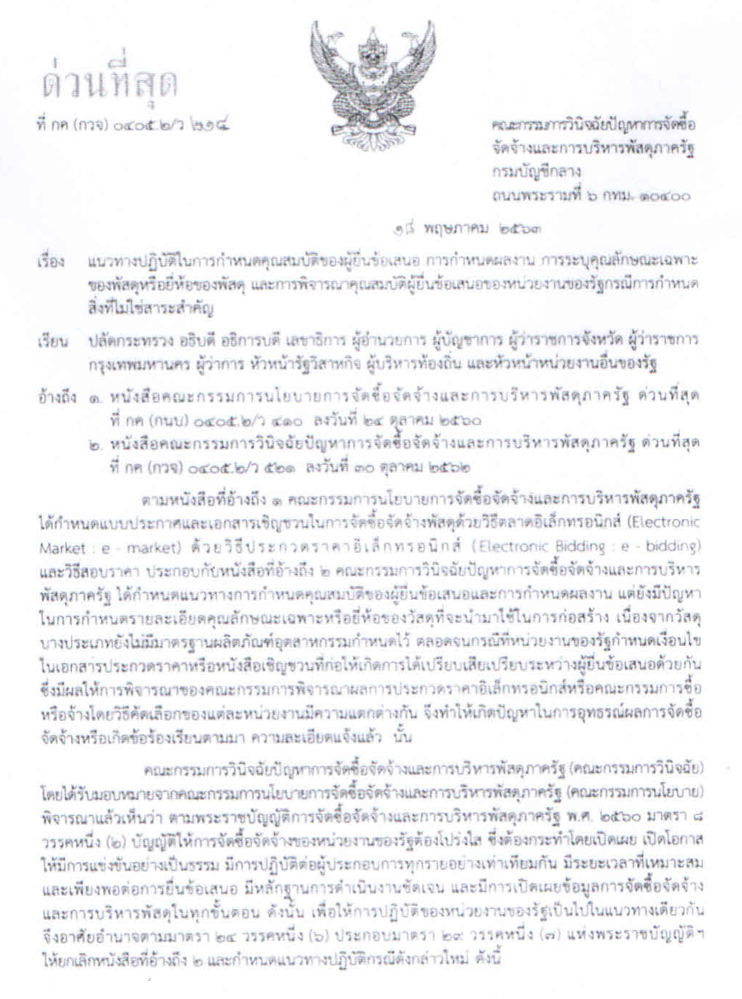 ด่วนที่สุด
ที่ กค (กวจ) ๐๔๐๕.๒/ว ๒๑๘
คณะกรรมการวินิจฉัยปัญหาการจัดซื้อ
จัดจ้างและการบริหารพัสดุภาครัฐ
กรมบัญชีกลาง
ถนนพระรามที่ ๖ กทม. ๑๐๔๐๐
๑๘ พฤษภาคม ๒๕๖๓
เรื่อง แนวทางปฏิบัติในการกำหนดคุณสมบัติของผู้ยื่นข้อเสนอ การกำหนดผลงาน การระบุคุณลักษณะเฉพาะ
ของพัสดุหรือยี่ห้อของพัสดุ และการพิจารณาคุณสมบัติผู้ยื่นข้อเสนอของหน่วยงานของรัฐกรณีการกำหนด
สิ่งที่ไม่ใช่สาระสำคัญ
เรียน ปลัดกระทรวง อธิบดี อธิการบดี เลขาธิการ ผู้อำนวยการ ผู้บัญชาการ ผู้ว่าราชการจังหวัด ผู้ว่าราชการ
กรุงเทพมหานคร ผู้ว่าการ หัวหน้ารัฐวิสาหกิจ ผู้บริหารท้องถิ่น และหัวหน้าหน่วยงานอื่นของรัฐ
อ้างถึง ๑. หนังสือคณะกรรมการนโยบายการจัดซื้อจัดจ้างและการบริหารพัสดุภาครัฐ ด่วนที่สุด
ที่ กค (กนบ) ๐๔๐๕.๒/ว ๔๑๐ ลงวันที่ ๒๔ ตุลาคม ๒๕๖๐
๒. หนังสือคณะกรรมการวินิจฉัยปัญหาการจัดซื้อจัดจ้างและการบริหารพัสดุภาครัฐ ด่วนที่สุด
ที่ กค (กวจ) ๐๔๐๕.๒/ว ๕๒๑ ลงวันที่ ๓๐ ตุลาคม ๒๕๖๒
ตามหนังสือที่อ้างถึง ๑ คณะกรรมการนโยบายการจัดซื้อจัดจ้างและการบริหารพัสดุภาครัฐ
ได้กำหนดแบบประกาศและเอกสารเชิญชวนในการจัดซื้อจัดจ้างพัสดุด้วยวิธีตลาดอิเล็กทรอนิกส์ (Electronic
Market : e - market) ด้วยวิธีประกวดราคาอิเล็กทรอนิกส์ (Electronic Bidding : e - bidding)
และวิธีสอบราคา ประกอบกับหนังสือที่อ้างถึง ๒ คณะกรรมการวินิจฉัยปัญหาการจัดซื้อจัดจ้างและการบริหาร
พัสดุภาครัฐ ได้กำหนดแนวทางการกำหนดคุณสมบัติของผู้ยื่นข้อเสนอและการกำหนดผลงาน แต่ยังมีปัญหา
ในการกำหนดรายละเอียดคุณลักษณะเฉพาะหรือยี่ห้อของวัสดุที่จะนำมาใช้ในการก่อสร้าง เนื่องจากวัสดุ
บางประเภทยังไม่มีมาตรฐานผลิตภัณฑ์อุตสาหกรรมกำหนดไว้ ตลอดจนกรณีที่หน่วยงานของรัฐกำหนดเงื่อนไข
ในเอกสารประกวดราคาหรือหนังสือเชิญชวนที่ก่อให้เกิดการได้เปรียบเสียเปรียบระหว่างผู้ยื่นข้อเสนอด้วยกัน
ซึ่งมีผลให้การพิจารณาของคณะกรรมการพิจารณาผลการประกวดราคาอิเล็กทรอนิกส์หรือคณะกรรมการซื้อ
หรือจ้างโดยวิธีคัดเลือกของแต่ละหน่วยงานมีความแตกต่างกัน จึงทำให้เกิดปัญหาในการอุทธรณ์ผลการจัดซื้อ
จัดจ้างหรือเกิดข้อร้องเรียนตามมา ความละเอียดแจ้งแล้ว นั้น
คณะกรรมการวินิจฉัยปัญหาการจัดซื้อจัดจ้างและการบริหารพัสดุภาครัฐ (คณะกรรมการวินิจฉัย)
โดยได้รับมอบหมายจากคณะกรรมการนโยบายการจัดซื้อจัดจ้างและการบริหารพัสดุภาครัฐ (คณะกรรมการนโยบาย)
พิจารณาแล้วเห็นว่า ตามพระราชบัญญัติการจัดซื้อจัดจ้างและการบริหารพัสดุภาครัฐ พ.ศ. ๒๕๖๐ มาตรา ๘
วรรคหนึ่ง (๒) บัญญัติให้การจัดซื้อจัดจ้างของหน่วยงานของรัฐต้องโปร่งใส ซึ่งต้องกระทำโดยเปิดเผย เปิดโอกาส
ให้มีการแข่งขันอย่างเป็นธรรม มีการปฏิบัติต่อผู้ประกอบการทุกรายอย่างเท่าเทียมกัน มีระยะเวลาที่เหมาะสม
และเพียงพอต่อการยื่นข้อเสนอ มีหลักฐานการดำเนินงานชัดเจน และมีการเปิดเผยข้อมูลการจัดซื้อจัดจ้าง
และการบริหารพัสดุในทุกขั้นตอน ดังนั้น เพื่อให้การปฏิบัติของหน่วยงานของรัฐเป็นไปในแนวทางเดียวกัน
จึงอาศัยอำนาจตามมาตรา ๒๔ วรรคหนึ่ง (๖) ประกอบมาตรา ๒๙ วรรคหนึ่ง (๗) แห่งพระราชบัญญัติฯ
ให้ยกเลิกหนังสือที่อ้างถึง ๒ และกำหนดแนวทางปฏิบัติกรณีดังกล่าวใหม่ ดังนี้